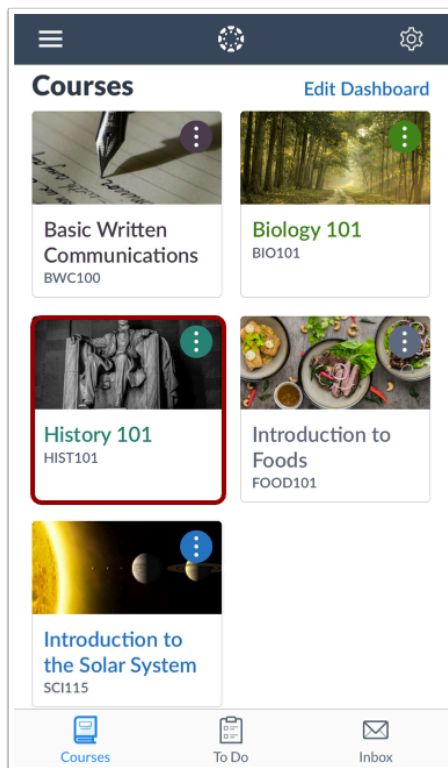 Courses
Edit Dashboard
Basic Written
Communications
BWC100
Biology 101
BIO101
History 101
HIST101
Introduction to
Foods
FOOD101
Introduction to
the Solar System
SCI115
Courses
To Do
Inbox